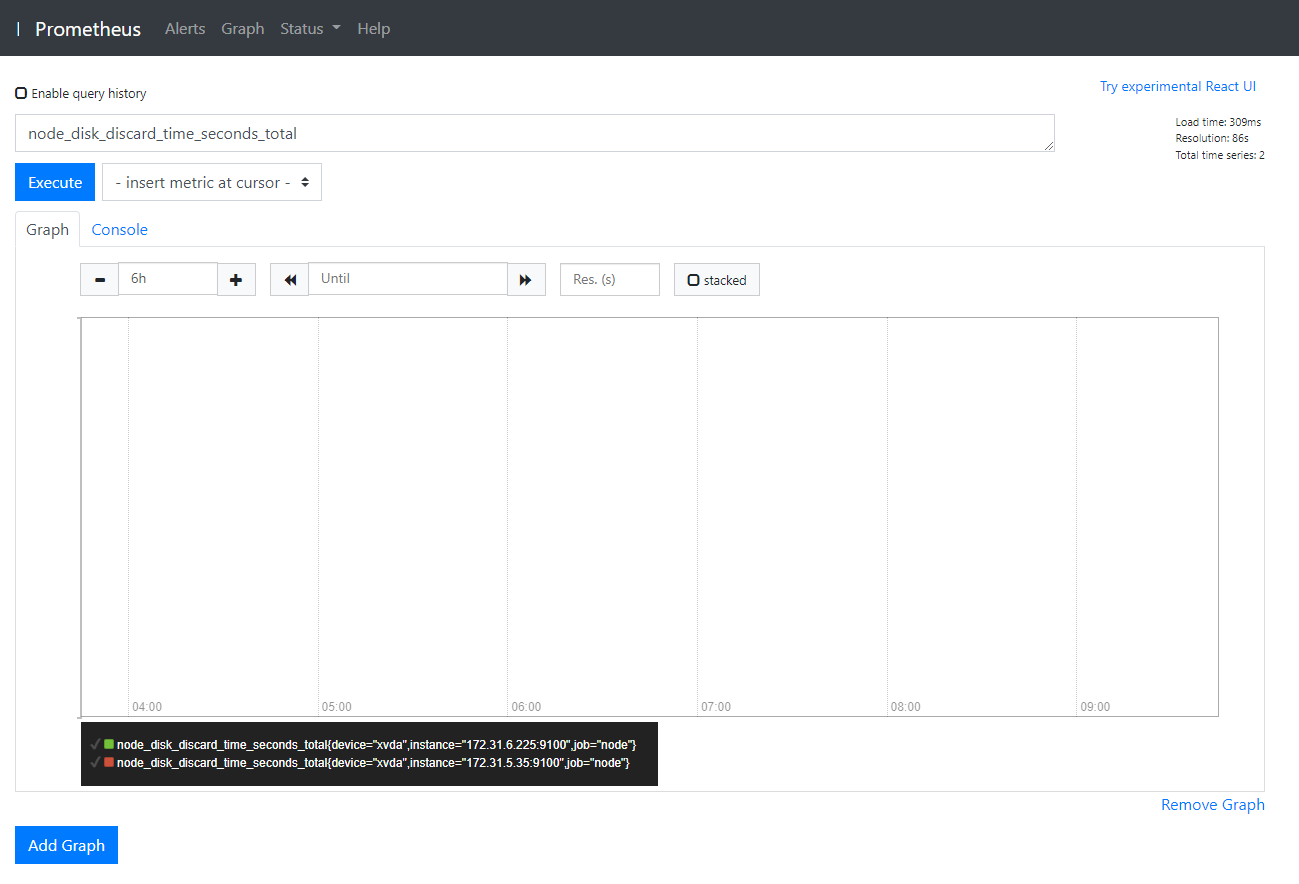 Prometheus Alerts Graph Status Help
Enable query history
Try experimental React UI
node_disk_discard_time_seconds_total
Load time: 309ms
Resolution: 86s
Total time series: 2
Execute - insert metric at cursor -
Graph Console
6h Until Res. (s) stacked
04:00 05:00 06:00 07:00 08:00 09:00
node_disk_discard_time_seconds_total{device="xvda",instance="172.31.6.225:9100",job="node"}
node_disk_discard_time_seconds_total{device="xvda",instance="172.31.5.35:9100",job="node"}
Remove Graph
Add Graph